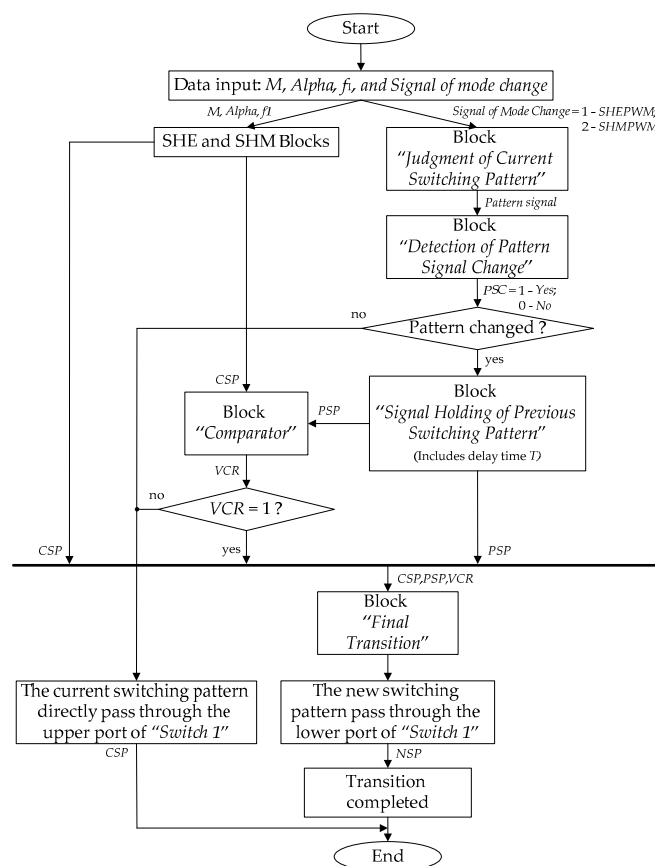 Start
Data input: M, Alpha, f1, and Signal of mode change
M, Alpha, f1
Signal of Mode Change = 1 - SHEPWM;
2 - SHMPWM
SHE and SHM Blocks
Block
“Judgment of Current
Switching Pattern”
Pattern signal
Block
“Detection of Pattern
Signal Change”
PSC = 1 - Yes;
0 - No
no
Pattern changed ?
yes
CSP
Block
“Comparator”
PSP
Block
“Signal Holding of Previous
Switching Pattern”
(Includes delay time T)
VCR
no
VCR = 1 ?
yes
CSP
PSP
CSP,PSP,VCR
Block
“Final
Transition”
The current switching pattern
directly pass through the
upper port of “Switch 1”
The new switching
pattern pass through the
lower port of “Switch 1”
CSP
NSP
Transition
completed
End